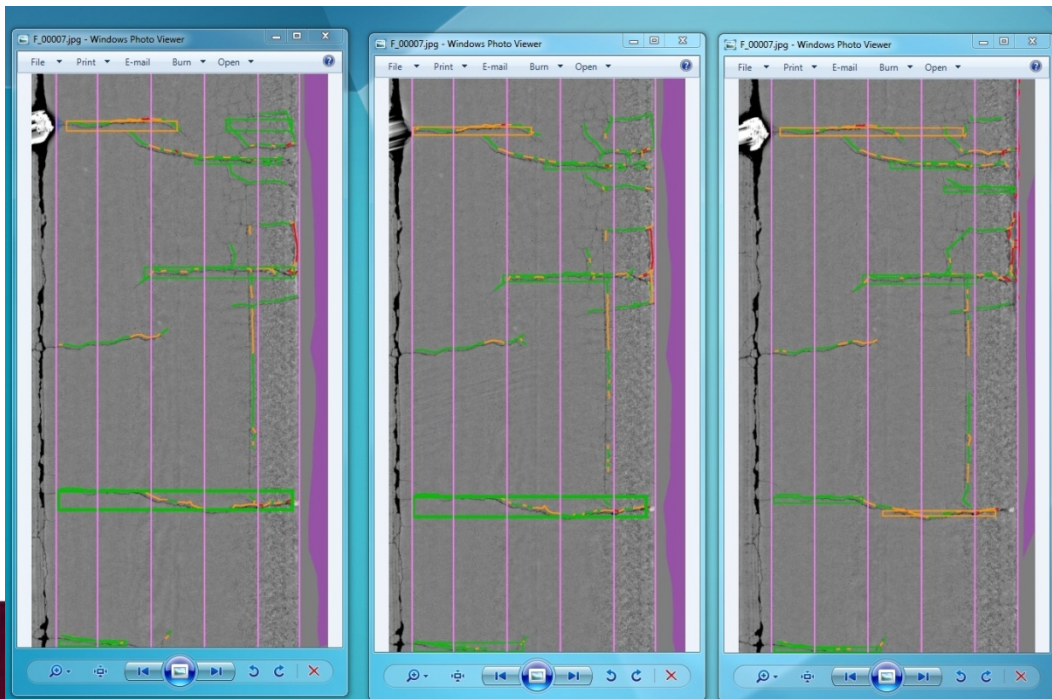 F_00007.jpg - Windows Photo Viewer
File Print E-mail Burn Open
F_00007.jpg - Windows Photo Viewer
File Print E-mail Burn Open
F_00007.jpg - Windows Photo Viewer
File Print E-mail Burn Open